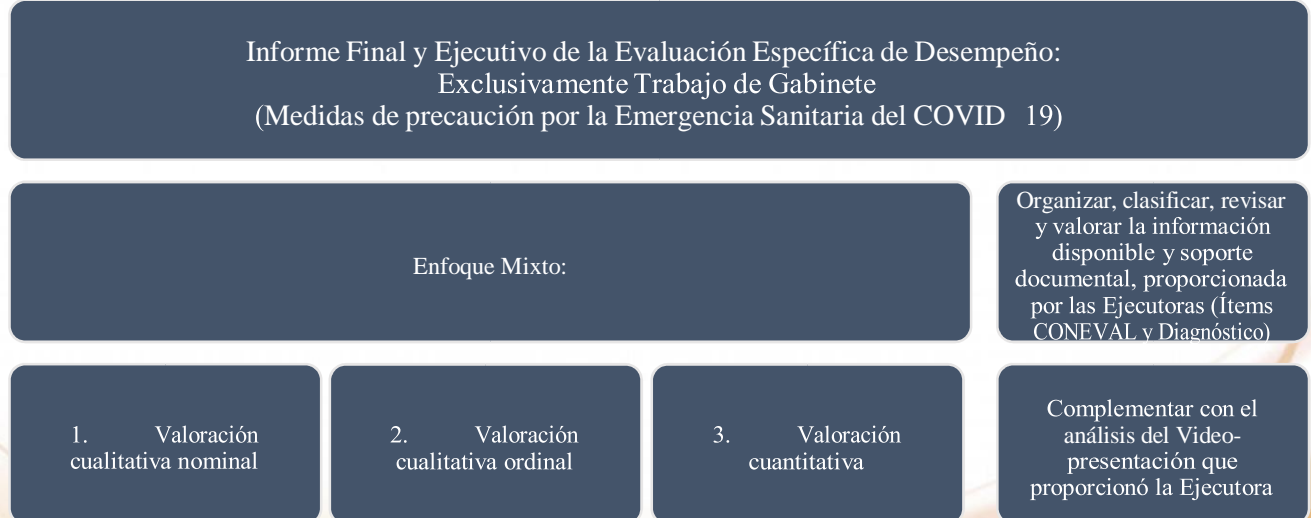 Informe Final y Ejecutivo de la Evaluación Específica de Desempeño:
Exclusivamente Trabajo de Gabinete
(Medidas de precaución por la Emergencia Sanitaria del COVID 19)
Enfoque Mixto:
Organizar, clasificar, revisar
y valorar la información
disponible y soporte
documental, proporcionada
por las Ejecutoras (Ítems
CONEVAL y Diagnóstico)
1. Valoración
cualitativa nominal
2. Valoración
cualitativa ordinal
3. Valoración
cuantitativa
Complementar con el
análisis del Video-
presentación que
proporcionó la Ejecutora